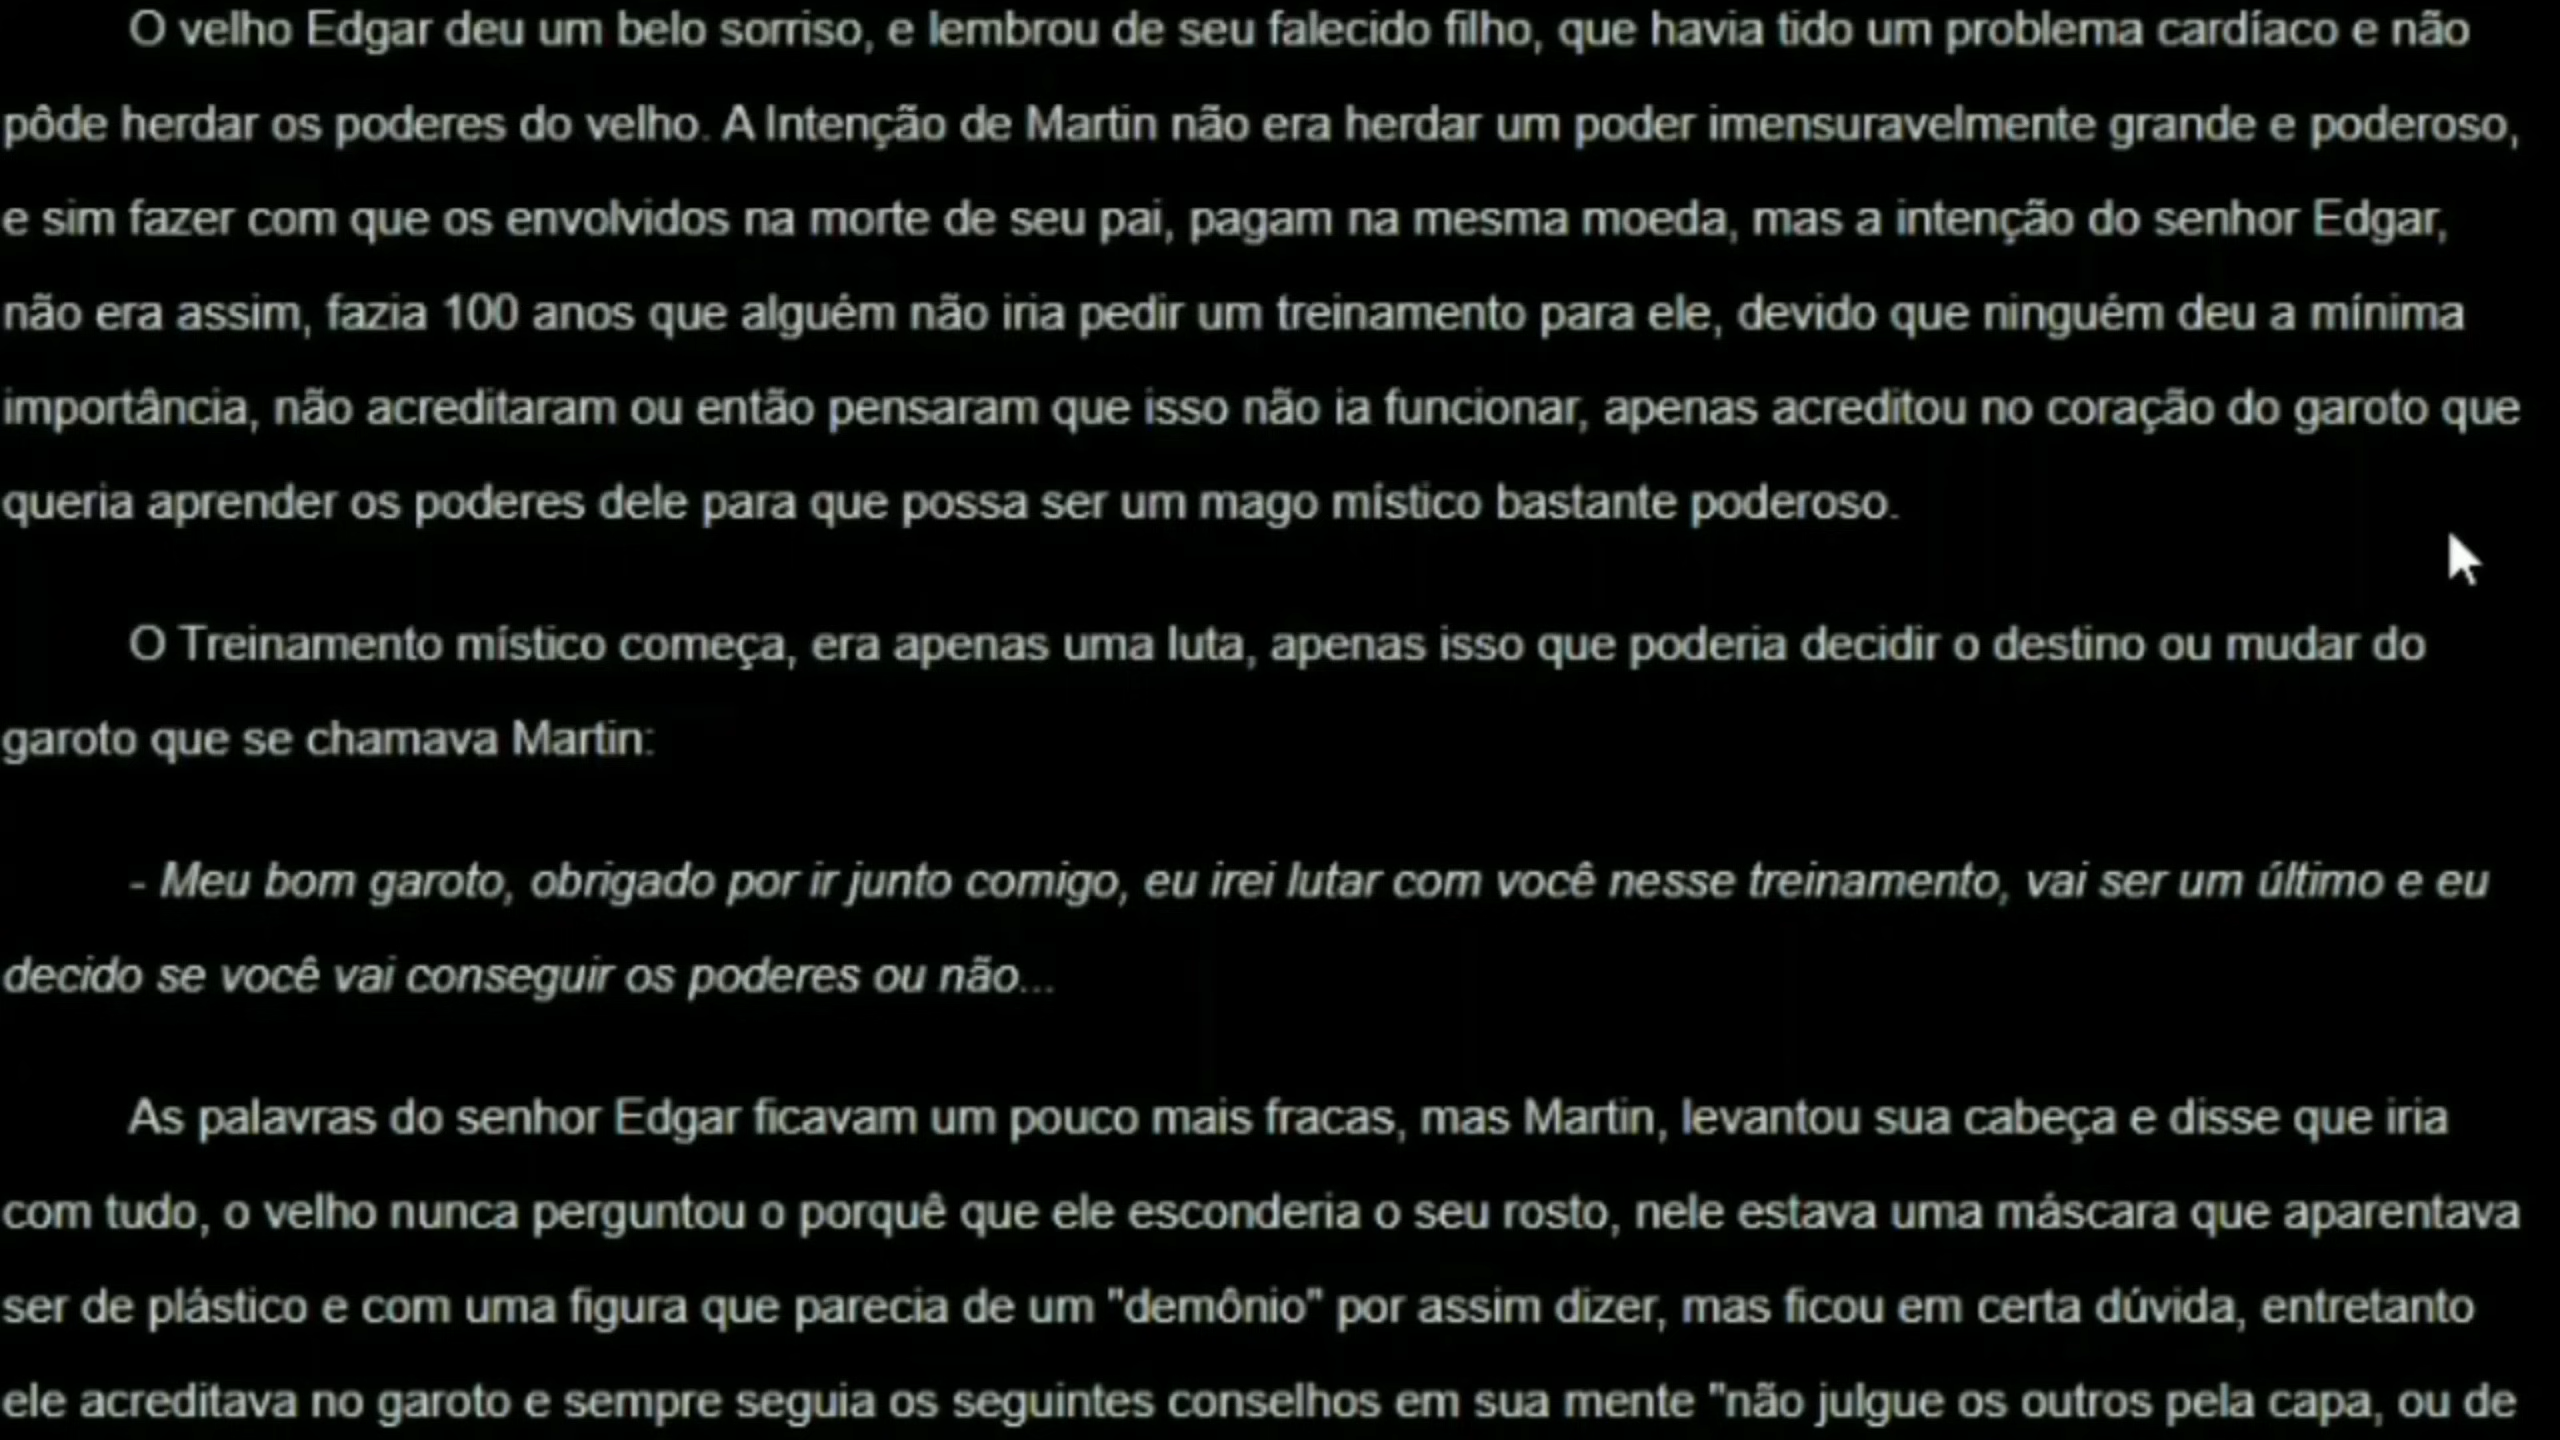 O velho Edgar deu um belo sorriso, e lembrou de seu falecido filho, que havia tido um problema cardíaco e não
pôde herdar os poderes do velho. A Intenção de Martin não era herdar um poder imensuravelmente grande e poderoso,
e sim fazer com que os envolvidos na morte de seu pai, pagam na mesma moeda, mas a intenção do senhor Edgar,
não era assim, fazia 100 anos que alguém não iria pedir um treinamento para ele, devido que ninguém deu a mínima
importância, não acreditaram ou então pensaram que isso não ia funcionar, apenas acreditou no coração do garoto que
queria aprender os poderes dele para que possa ser um mago místico bastante poderoso.
O Treinamento místico começa, era apenas uma luta, apenas isso que poderia decidir o destino ou mudar do
garoto que se chamava Martin:
- Meu bom garoto, obrigado por ir junto comigo, eu irei lutar com você nesse treinamento, vai ser um último e eu
decido se você vai conseguir os poderes ou não...
As palavras do senhor Edgar ficavam um pouco mais fracas, mas Martin, levantou sua cabeça e disse que iria
com tudo, o velho nunca perguntou o porquê que ele esconderia o seu rosto, nele estava uma máscara que aparentava
ser de plástico e com uma figura que parecia de um "demônio" por assim dizer, mas ficou em certa dúvida, entretanto
ele acreditava no garoto e sempre seguia os seguintes conselhos em sua mente "não julgue os outros pela capa, ou de